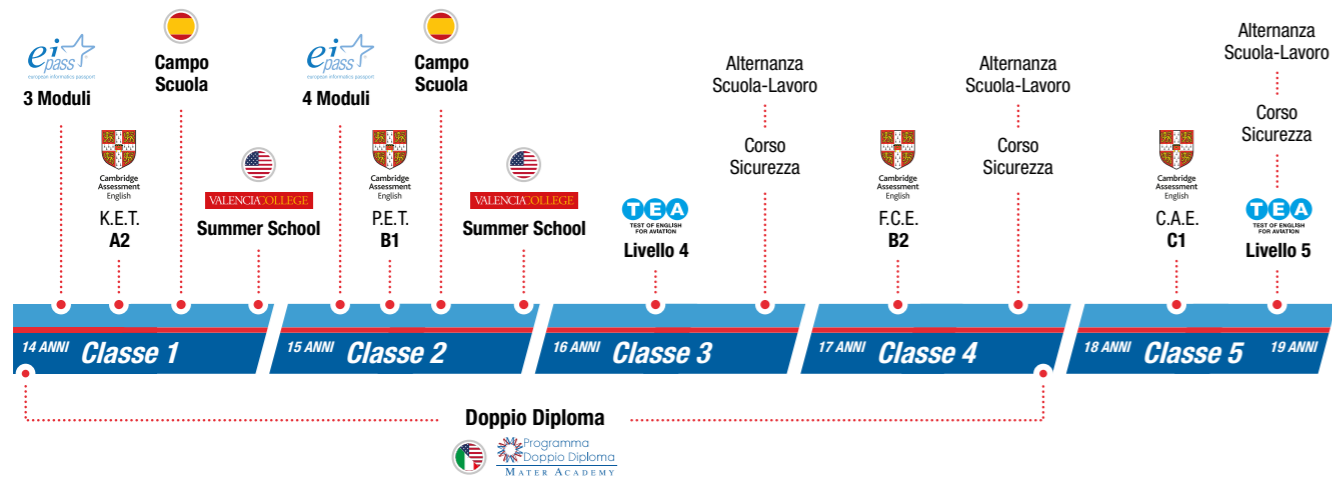 eipass
european informatics passport
3 Moduli
Cambridge
Assessment
English
K.E.T.
A2
Campo
Scuola
VALENCIACOLLEGE
Summer School
eipass
european informatics passport
4 Moduli
Cambridge
Assessment
English
P.E.T.
B1
Campo
Scuola
VALENCIACOLLEGE
Summer School
TEA
TEST OF ENGLISH
FOR AVIATION
Livello 4
Alternanza
Scuola-Lavoro
Corso
Sicurezza
Cambridge
Assessment
English
F.C.E.
B2
Alternanza
Scuola-Lavoro
Corso
Sicurezza
Cambridge
Assessment
English
C.A.E.
C1
Alternanza
Scuola-Lavoro
Corso
Sicurezza
TEA
TEST OF ENGLISH
FOR AVIATION
Livello 5
14 ANNI Classe 1
15 ANNI Classe 2
16 ANNI Classe 3
17 ANNI Classe 4
18 ANNI Classe 5 19 ANNI
Doppio Diploma
Programma
Doppio Diploma
MATER ACADEMY